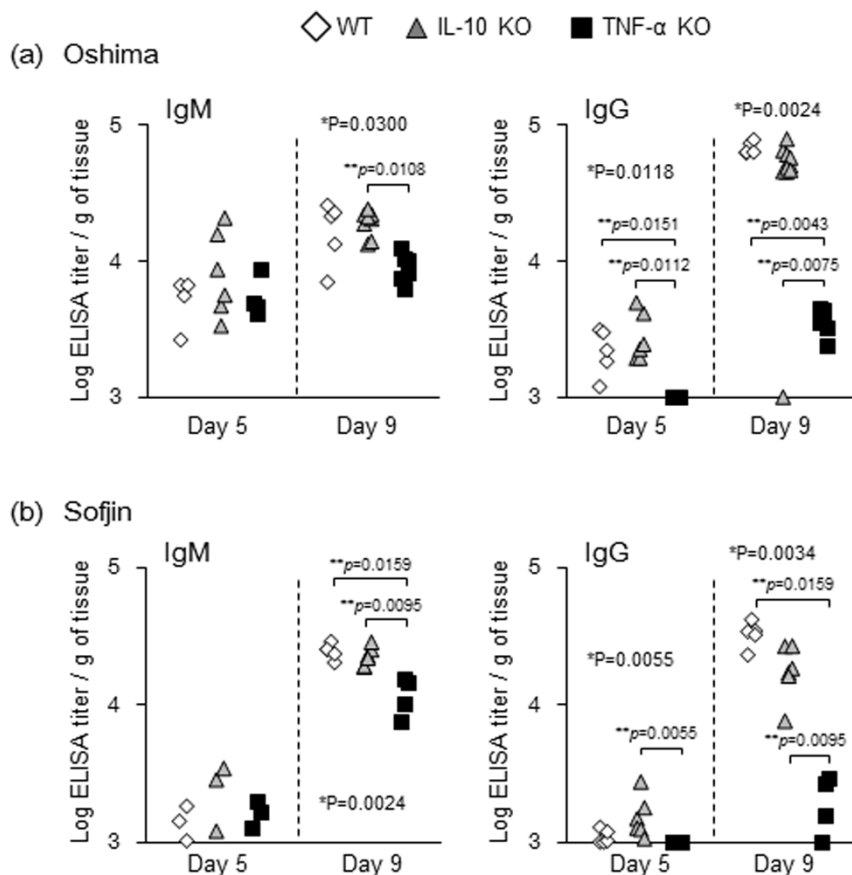 WT IL-10 KO TNF-α KO
(a) Oshima
IgM
Log ELISA titer / g of tissue
5
4
3
*P=0.0300
**p=0.0108
Day 5 Day 9
IgG
Log ELISA titer / g of tissue
5
4
3
*P=0.0118
**p=0.0151
**p=0.0112
*P=0.0024
**p=0.0043
**p=0.0075
Day 5 Day 9
(b) Sofjin
IgM
Log ELISA titer / g of tissue
5
4
3
**p=0.0159
**p=0.0095
*P=0.0024
Day 5 Day 9
IgG
Log ELISA titer / g of tissue
5
4
3
*P=0.0055
**p=0.0055
*P=0.0034
**p=0.0159
**p=0.0095
Day 5 Day 9